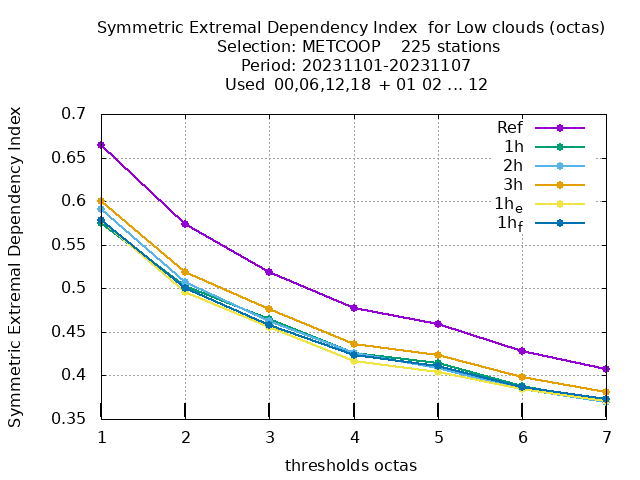 Symmetric Extremal Dependency Index  for Low clouds (octas)
Selection: METCOOP    225 stations
Period: 20231101-20231107
Used  00,06,12,18 + 01 02 ... 12
Symmetric Extremal Dependency Index
0.7
0.65
0.6
0.55
0.5
0.45
0.4
0.35
Ref
1h
2h
3h
1he
1hf
1 2 3 4 5 6 7
thresholds octas